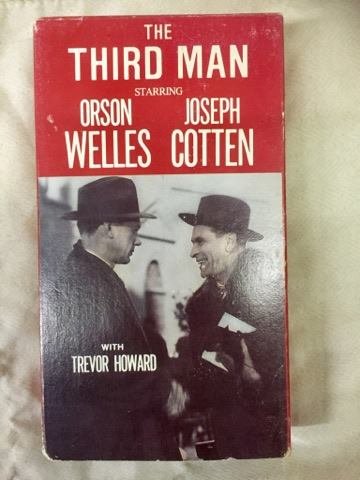 THE
THIRD MAN
STARRING
ORSON JOSEPH
WELLES COTTEN
WITH
TREVOR HOWARD